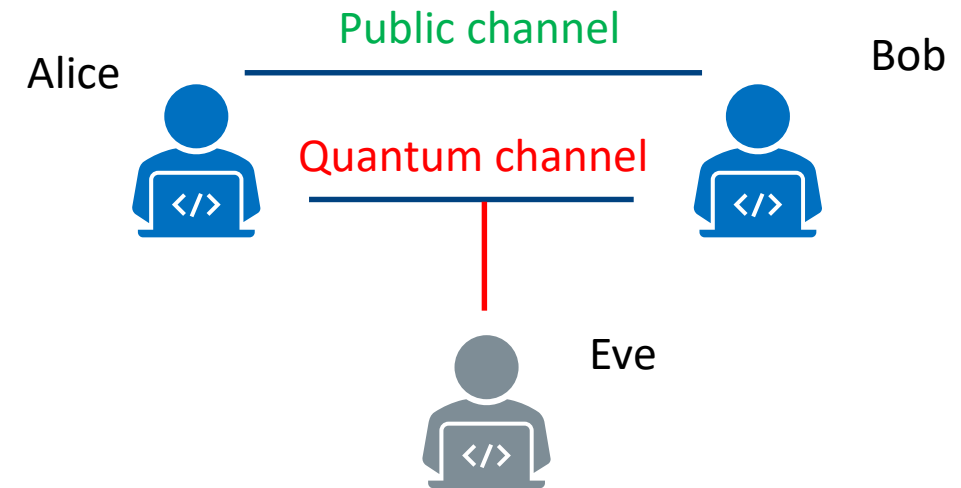 Public channel
Alice
Bob
Quantum channel
</>
</>
Eve
</>